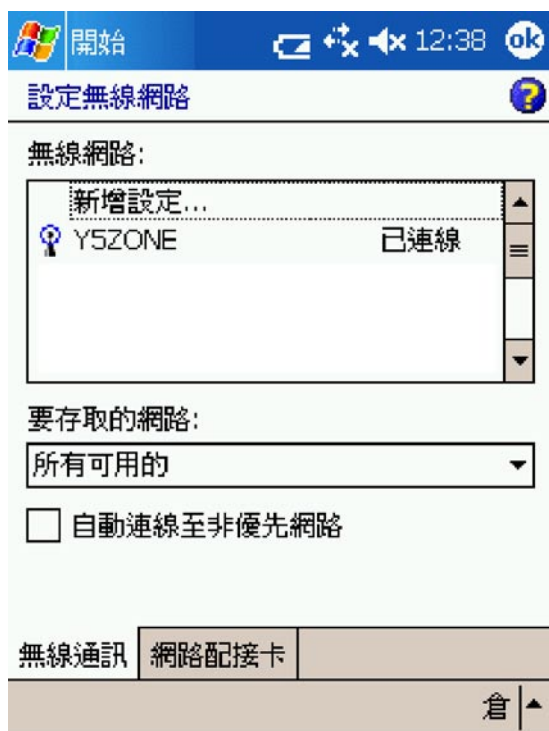 開始 12:38 ok
設定無線網路 ?
無線網路:
新增設定...
Y5ZONE 已連線
要存取的網路:
所有可用的
自動連線至非優先網路
無線通訊 網路配接卡
倉